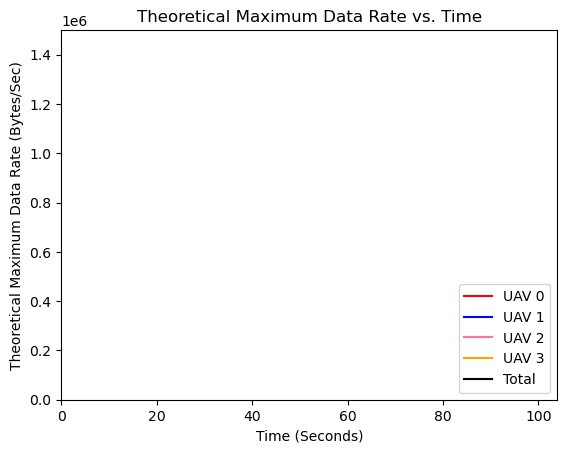 Theoretical Maximum Data Rate vs. Time
1e6
1.4
1.2
1.0
0.8
0.6
0.4
0.2
0.0
Theoretical Maximum Data Rate (Bytes/Sec)
0 20 40 60 80 100
Time (Seconds)
UAV 0
UAV 1
UAV 2
UAV 3
Total